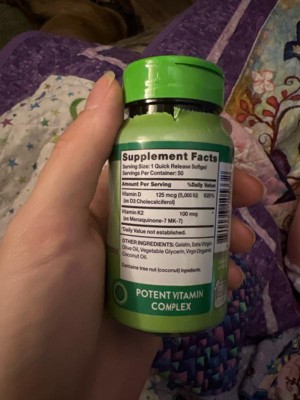 Supplement Facts
Serving Size: 1 Quick Release Softgel
Servings Per Container: 50
Amount Per Serving %Daily Value
Vitamin D 125 mcg (5,000 IU) 625%
(as D3 Cholecalciferol)
Vitamin K2 100 mcg *
(as Menaquinone-7 MK-7)
*Daily Value not established.
OTHER INGREDIENTS: Gelatin, Extra Virgin
Olive Oil, Vegetable Glycerin, Virgin Organic
Coconut Oil.
Contains tree nut (coconut) ingredient.
POTENT VITAMIN
COMPLEX